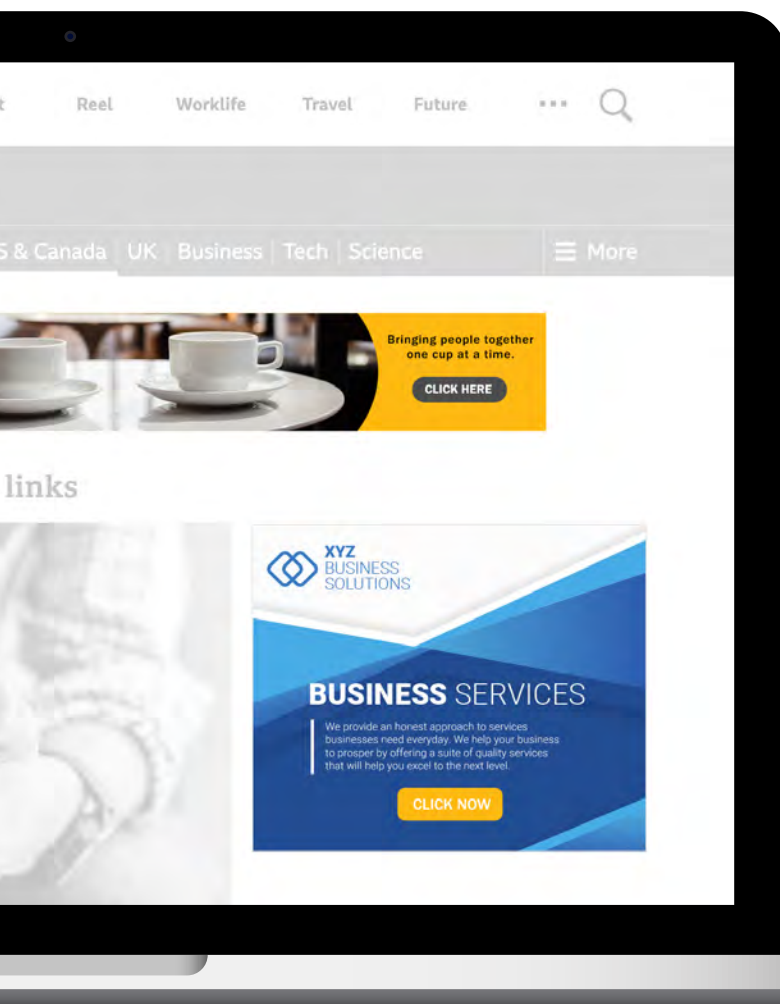 Reel Worklife Travel Future
& Canada UK Business Tech Science More
Bringing people together
one cup at a time.
CLICK HERE
links
XYZ
BUSINESS
SOLUTIONS
BUSINESS SERVICES
We provide an honest approach to services
businesses need everyday. We help your business
to prosper by offering a suite of quality services
that will help you excel to the next level.
CLICK NOW